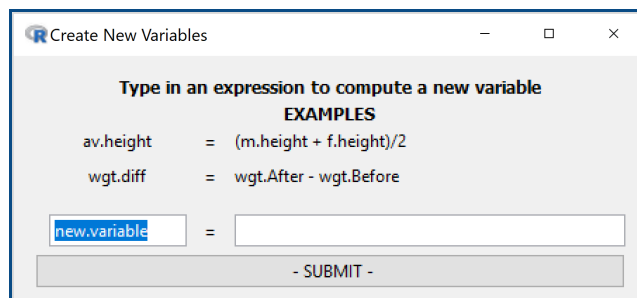 Create New Variables
Type in an expression to compute a new variable
EXAMPLES
av.height = (m.height + f.height)/2
wgt.diff = wgt.After - wgt.Before
new.variable =
- SUBMIT -